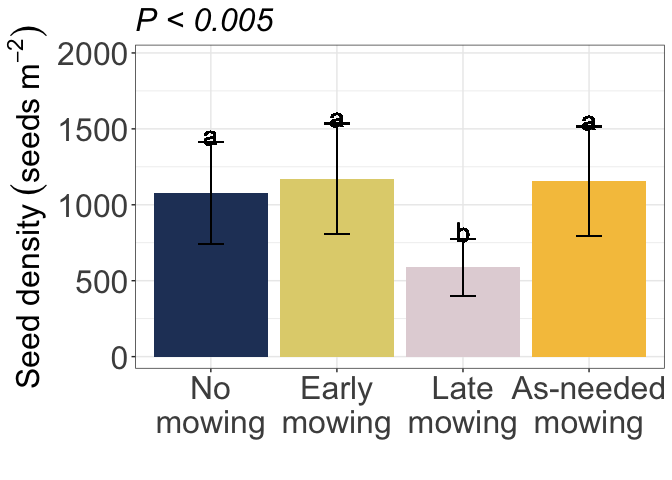 P < 0.005
Seed density (seeds m⁻²)
2000
1500
1000
500
0
a
a
b
a
No mowing
Early mowing
Late mowing
As-needed mowing